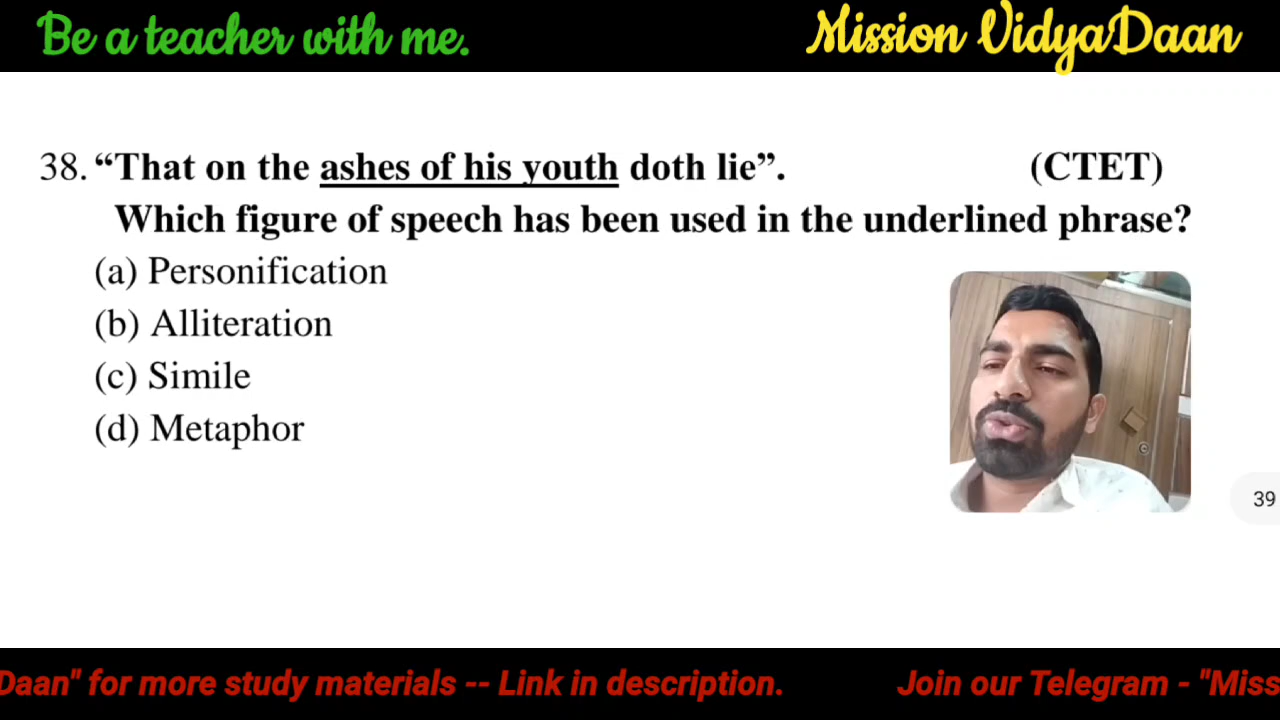 Be a teacher with me.
Mission VidyaDaan
38. “That on the ashes of his youth doth lie”. (CTET)
Which figure of speech has been used in the underlined phrase?
(a) Personification
(b) Alliteration
(c) Simile
(d) Metaphor
©
39
Daan" for more study materials -- Link in description. Join our Telegram - "Miss